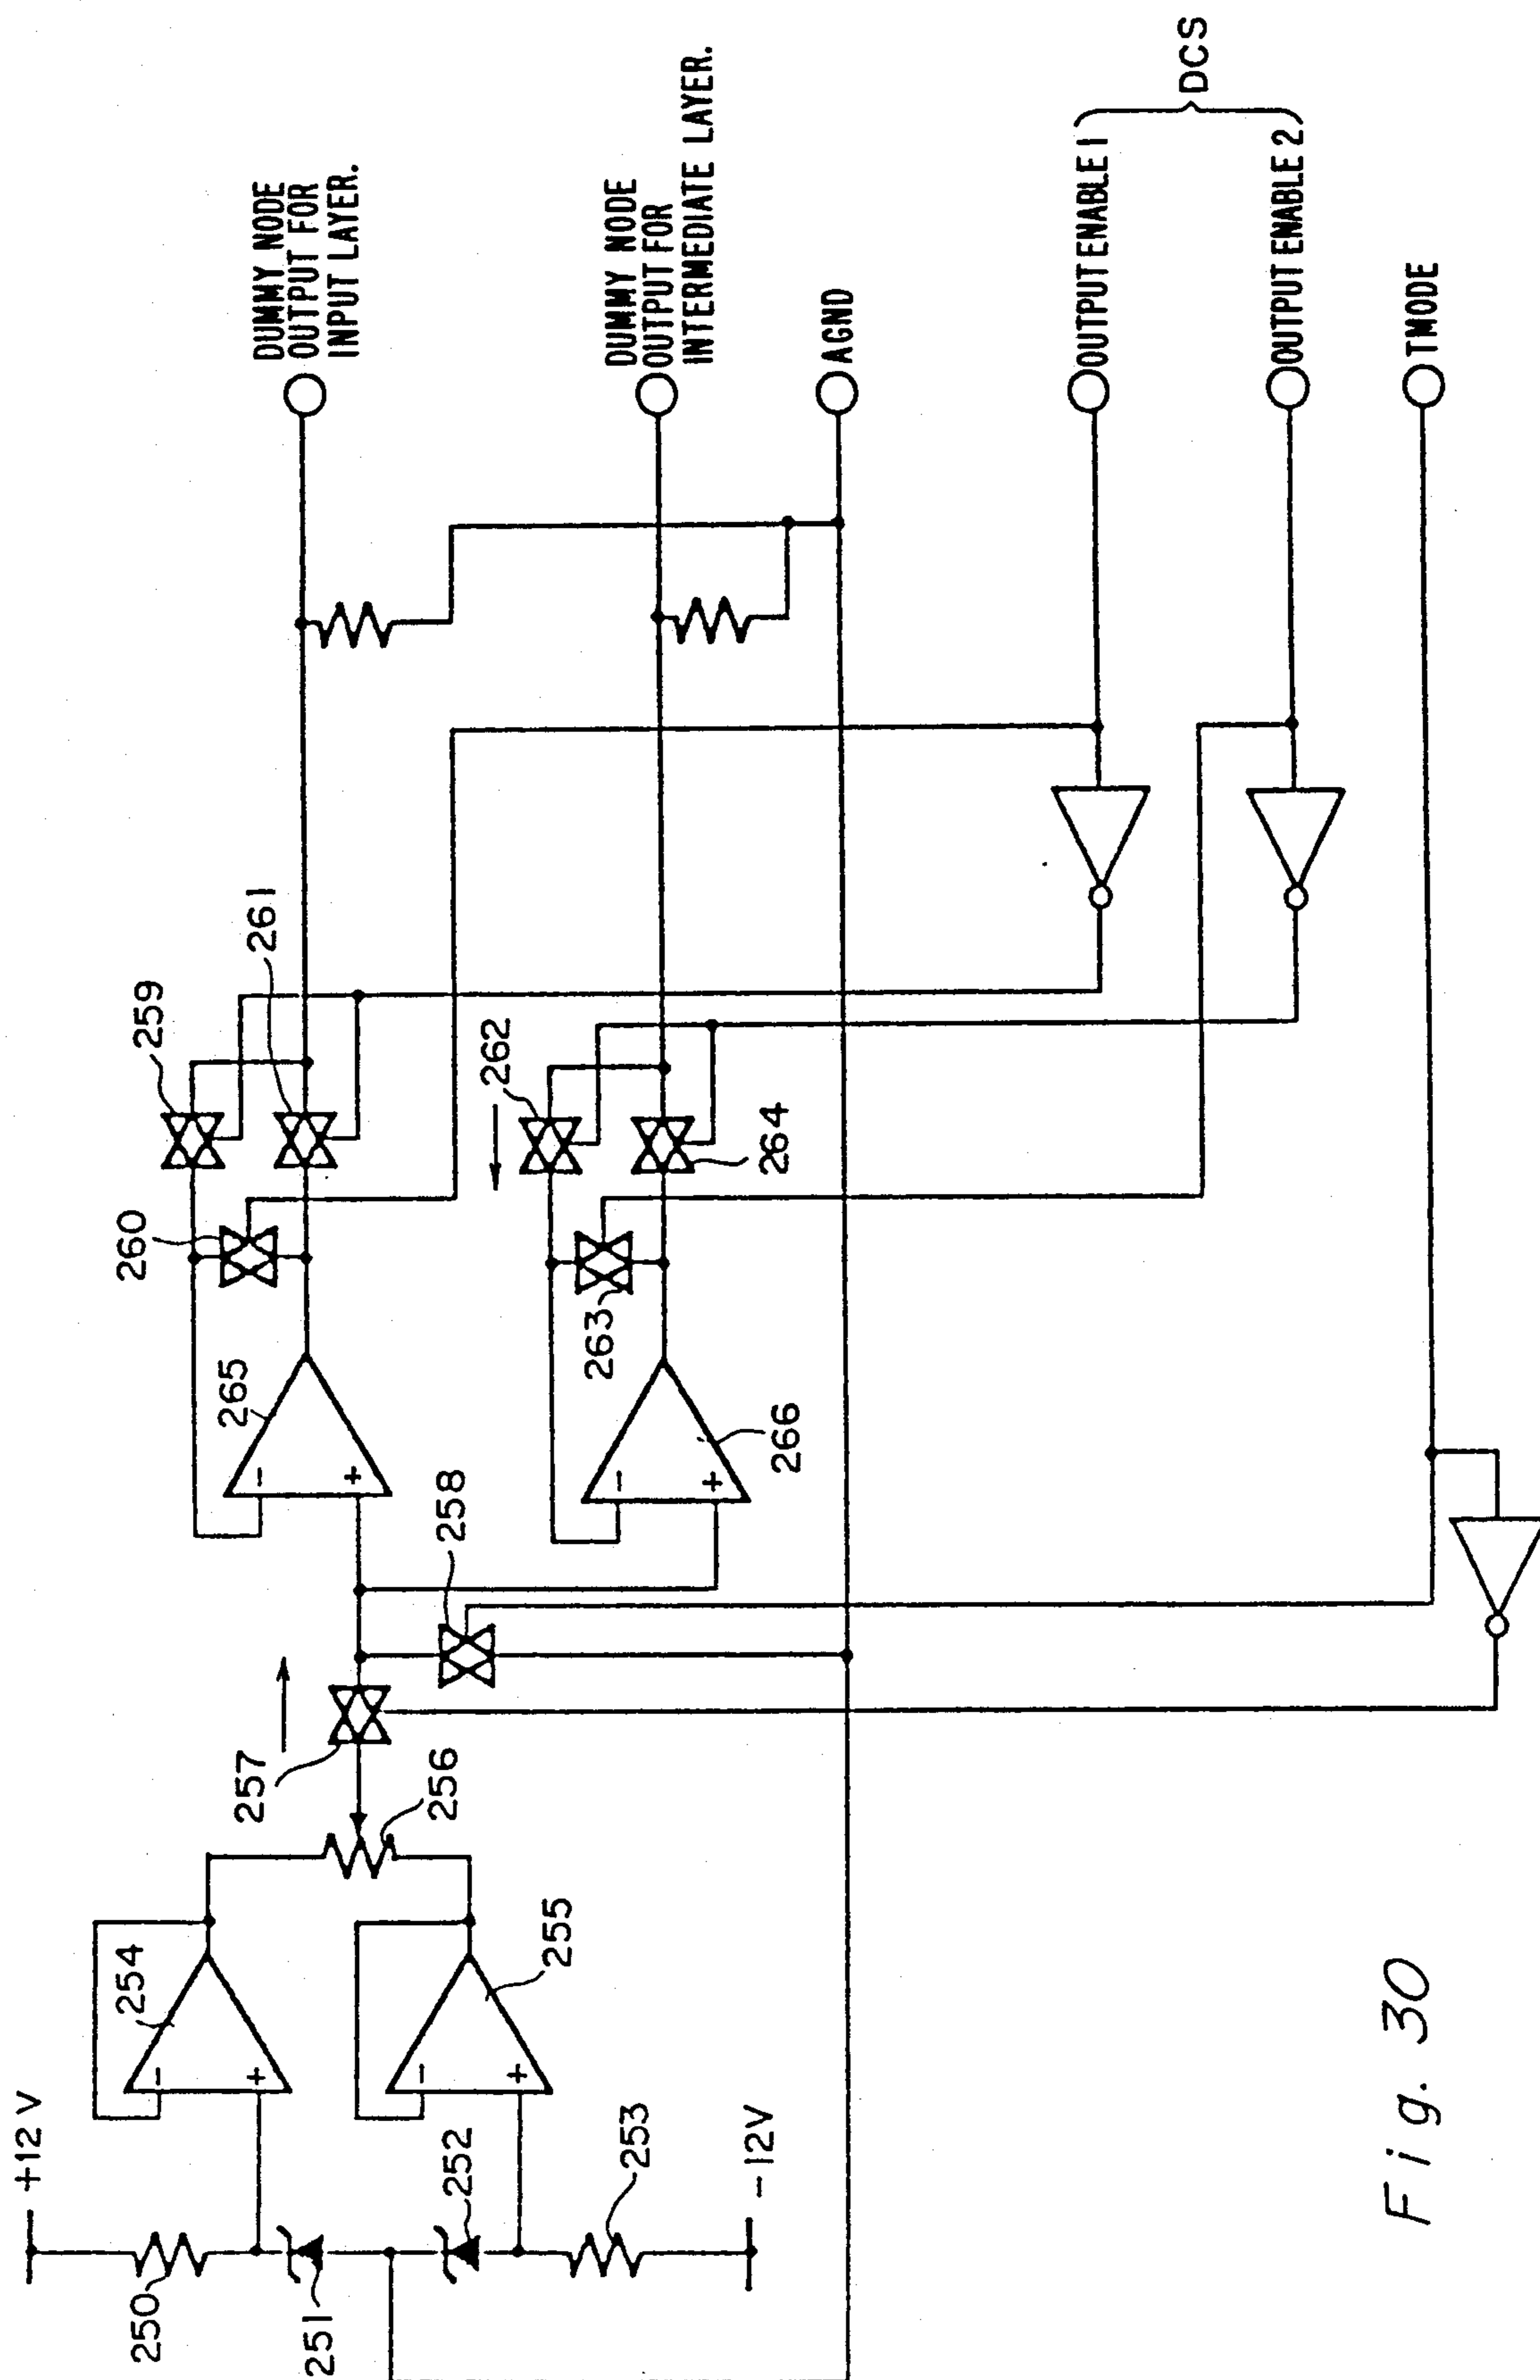 +12 V
250
251
252
253
-12V
254
-
+
255
-
+
256
257
258
265
-
+
266
-
+
260
259
261
263
262
264
DUMMY NODE
OUTPUT FOR
INPUT LAYER.
DUMMY NODE
OUTPUT FOR
INTERMEDIATE LAYER.
AGND
OUTPUT ENABLE 1
OUTPUT ENABLE 2
DCS
TMODE
Fig. 30